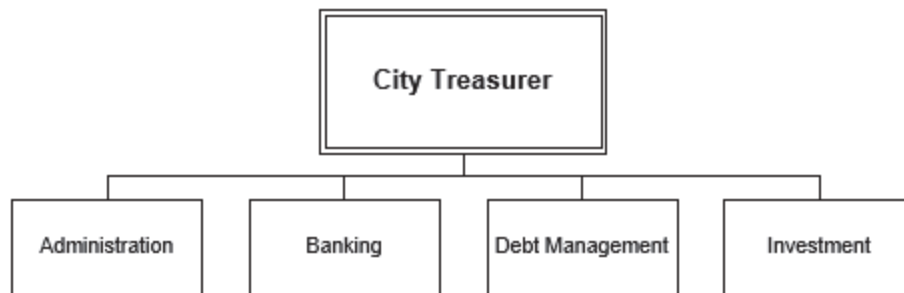 City Treasurer
Administration
Banking
Debt Management
Investment